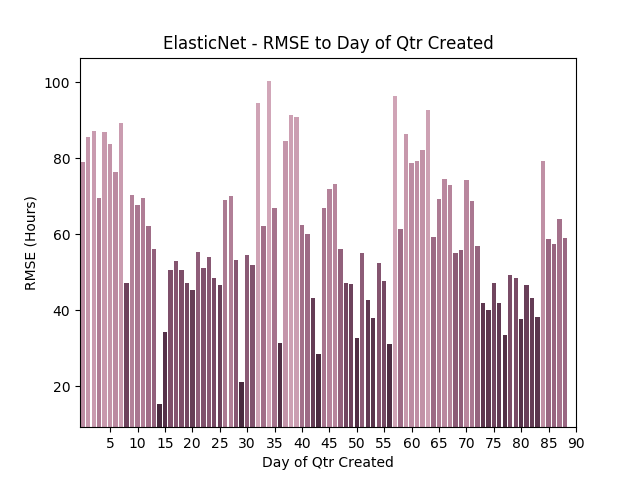 ElasticNet - RMSE to Day of Qtr Created
RMSE (Hours)
100
80
60
40
20
5 10 15 20 25 30 35 40 45 50 55 60 65 70 75 80 85 90
Day of Qtr Created